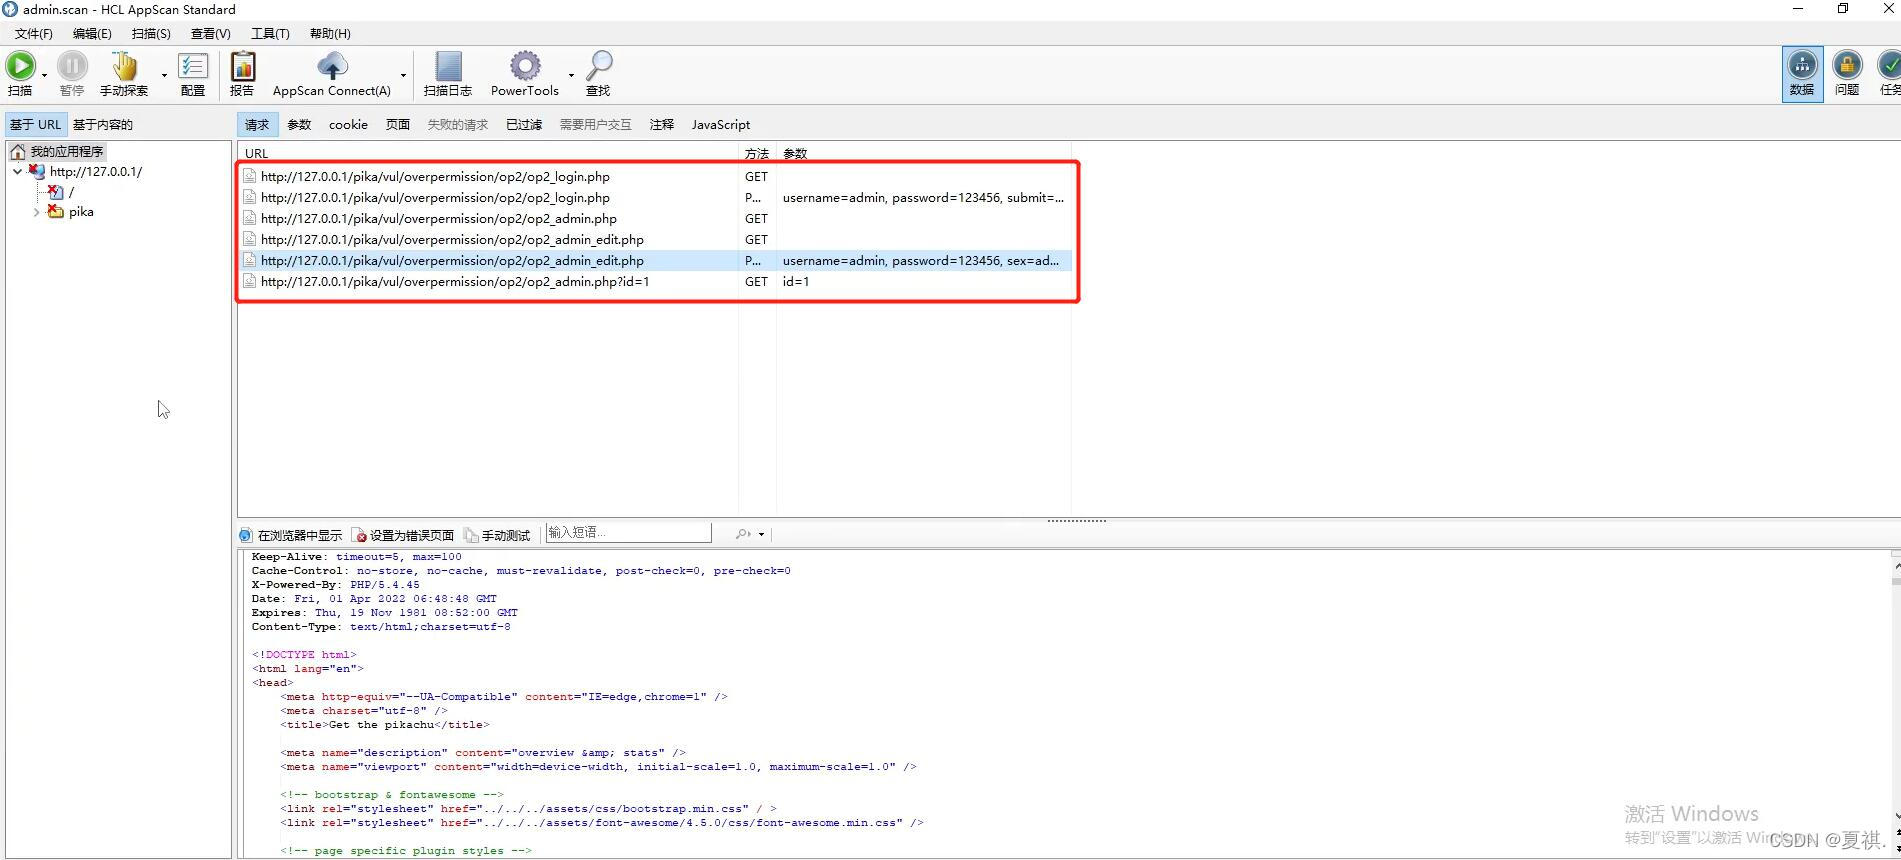 admin.scan - HCL AppScan Standard
文件(F) 编辑(E) 扫描(S) 查看(V) 工具(T) 帮助(H)
扫描 暂停 手动探索 配置 报告 AppScan Connect(A) 扫描日志 PowerTools 查找 数据 问题 任务
基于 URL 基于内容的 请求 参数 cookie 页面 失败的请求 已过滤 需要用户交互 注释 JavaScript
我的应用程序
http://127.0.0.1/
/
pika
URL 方法 参数
http://127.0.0.1/pika/vul/overpermission/op2/op2_login.php GET
http://127.0.0.1/pika/vul/overpermission/op2/op2_login.php P... username=admin, password=123456, submit=...
http://127.0.0.1/pika/vul/overpermission/op2/op2_admin.php GET
http://127.0.0.1/pika/vul/overpermission/op2/op2_admin_edit.php GET
http://127.0.0.1/pika/vul/overpermission/op2/op2_admin_edit.php P... username=admin, password=123456, sex=ad...
http://127.0.0.1/pika/vul/overpermission/op2/op2_admin.php?id=1 GET id=1
在浏览器中显示 设置为错误页面 手动测试 输入短语...
Keep-Alive: timeout=5, max=100
Cache-Control: no-store, no-cache, must-revalidate, post-check=0, pre-check=0
X-Powered-By: PHP/5.4.45
Date: Fri, 01 Apr 2022 06:48:48 GMT
Expires: Thu, 19 Nov 1981 08:52:00 GMT
Content-Type: text/html;charset=utf-8
<!DOCTYPE html>
<html lang="en">
<head>
<meta http-equiv="--UA-Compatible" content="IE=edge,chrome=1" />
<meta charset="utf-8" />
<title>Get the pikachu</title>
<meta name="description" content="overview &amp; stats" />
<meta name="viewport" content="width=device-width, initial-scale=1.0, maximum-scale=1.0" />
<!-- bootstrap & fontawesome -->
<link rel="stylesheet" href="../../../assets/css/bootstrap.min.css" / >
<link rel="stylesheet" href="../../../assets/font-awesome/4.5.0/css/font-awesome.min.css" />
<!-- page specific plugin styles -->
激活 Windows
转到"设置"以激活 Win
CSDN @夏祺.